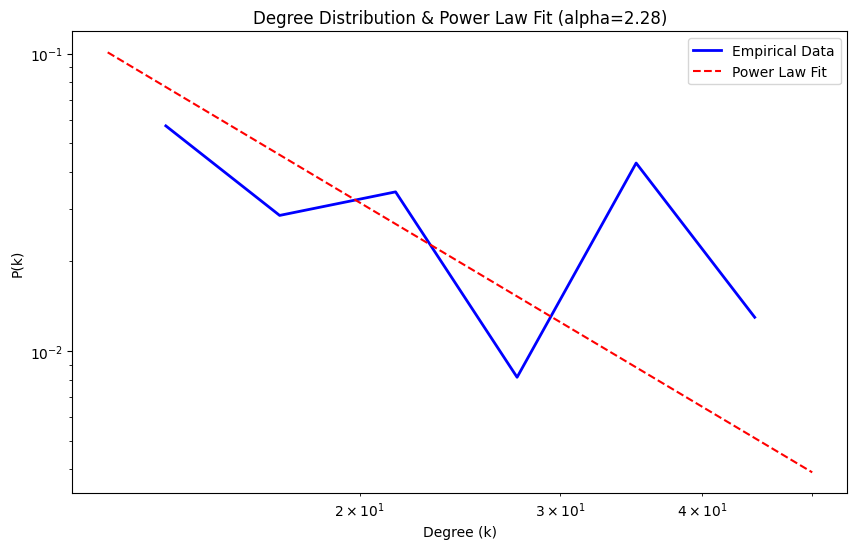 Degree Distribution & Power Law Fit (alpha=2.28)
Empirical Data
Power Law Fit
10⁻¹
10⁻²
P(k)
2 × 10¹
3 × 10¹
4 × 10¹
Degree (k)